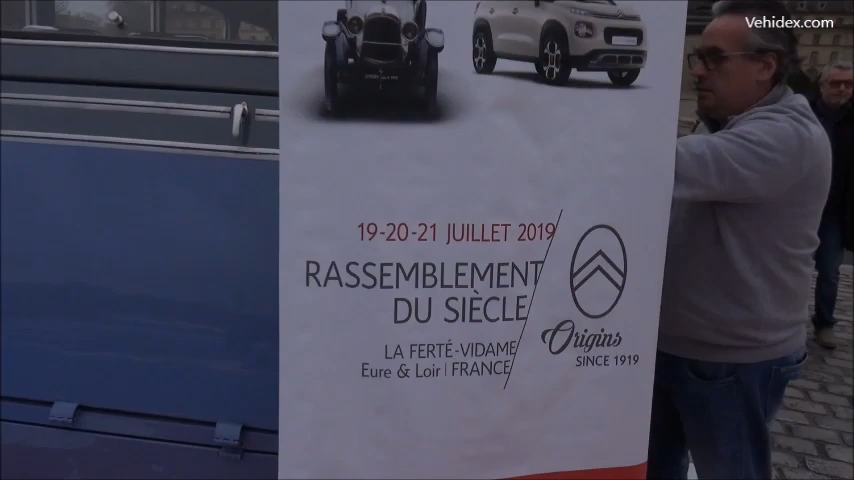 Vehidex.com
19-20-21 JUILLET 2019
RASSEMBLEMENT
DU SIÈCLE
LA FERTÉ-VIDAME
Eure & Loir | FRANCE
Origins
SINCE 1919